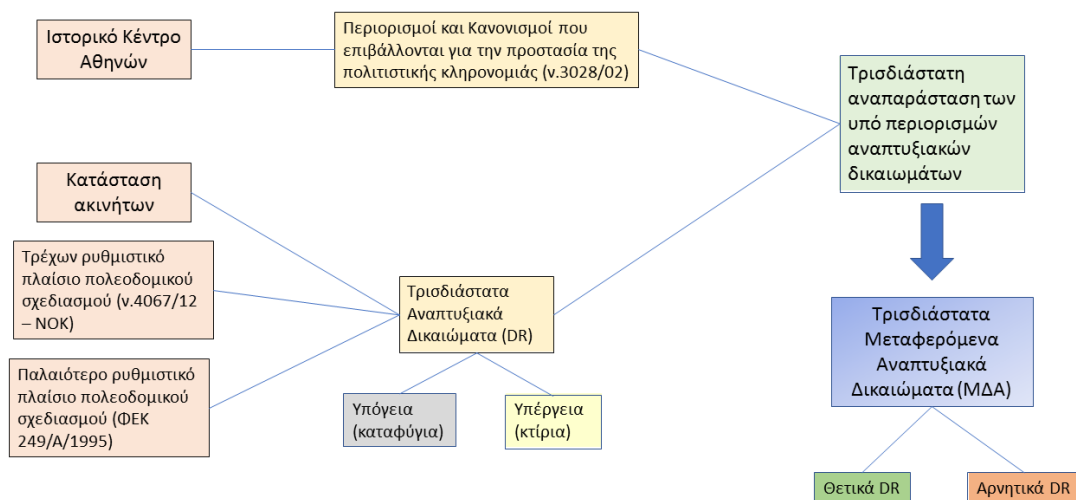 Ιστορικό Κέντρο
Αθηνών
Περιορισμοί και Κανονισμοί που
επιβάλλονται για την προστασία της
πολιτιστικής κληρονομιάς (ν.3028/02)
Τρισδιάστατη
αναπαράσταση των
υπό περιορισμών
αναπτυξιακών
δικαιωμάτων
Κατάσταση
ακινήτων
Τρέχων ρυθμιστικό
πλαίσιο πολεοδομικού
σχεδιασμού (ν.4067/12
– ΝΟΚ)
Παλαιότερο ρυθμιστικό
πλαίσιο πολεοδομικού
σχεδιασμού (ΦΕΚ
249/Α/1995)
Τρισδιάστατα
Αναπτυξιακά
Δικαιώματα (DR)
Υπόγεια
(καταφύγια)
Υπέργεια
(κτίρια)
Τρισδιάστατα
Μεταφερόμενα
Αναπτυξιακά
Δικαιώματα (ΜΔΑ)
Θετικά DR
Αρνητικά DR